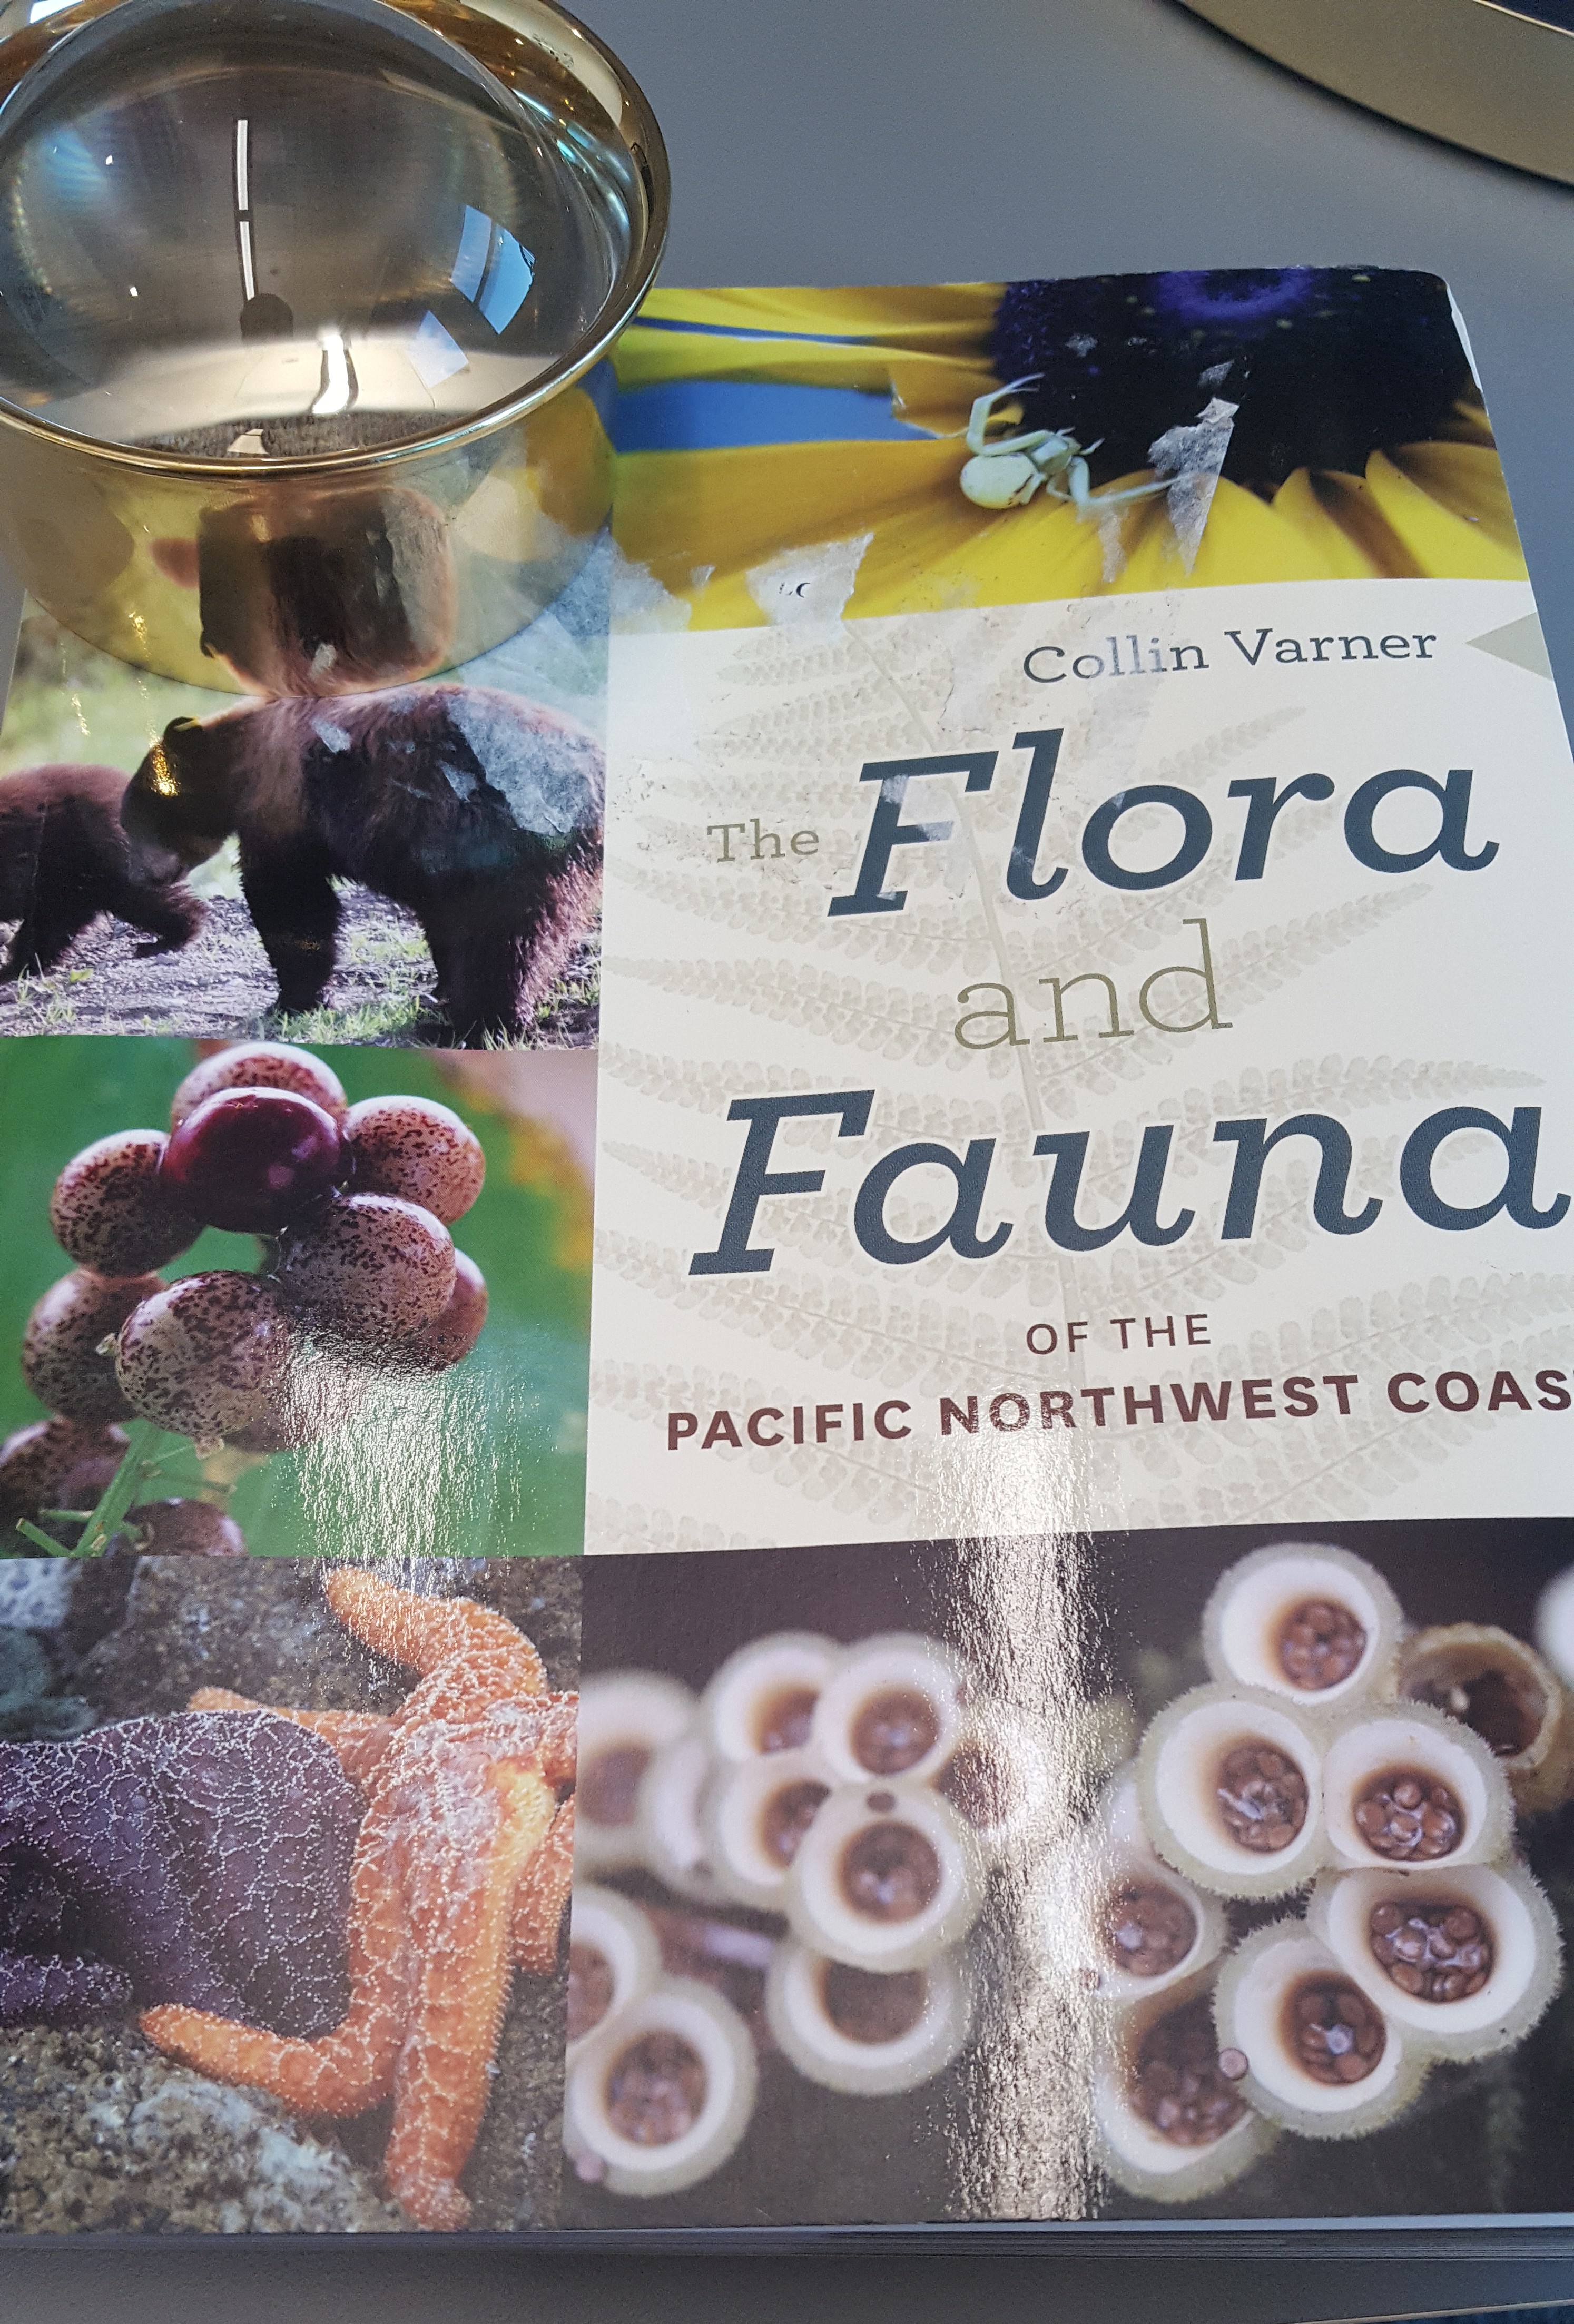 Collin Varner
The Flora
and
Fauna
OF THE
PACIFIC NORTHWEST COAS